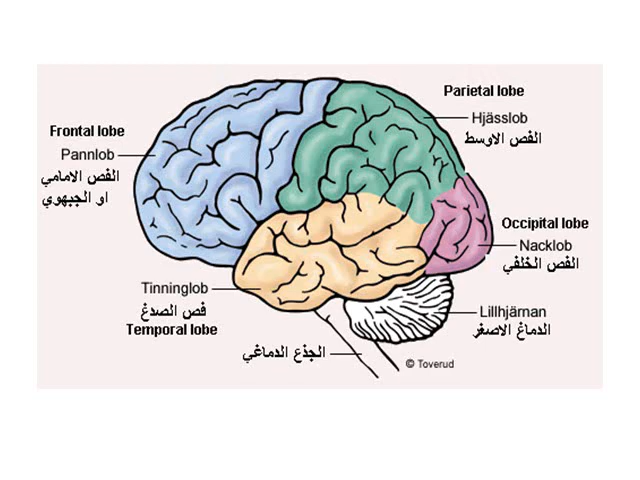 Parietal lobe
Hjässlob
الفص الاوسط
Frontal lobe
Pannlob
الفص الامامي
او الجبهوي
Occipital lobe
Nacklob
الفص الخلفي
Tinninglob
فص الصدغ
Temporal lobe
Lillhjärnan
الدماغ الاصغر
الجذع الدماغي
© Toverud